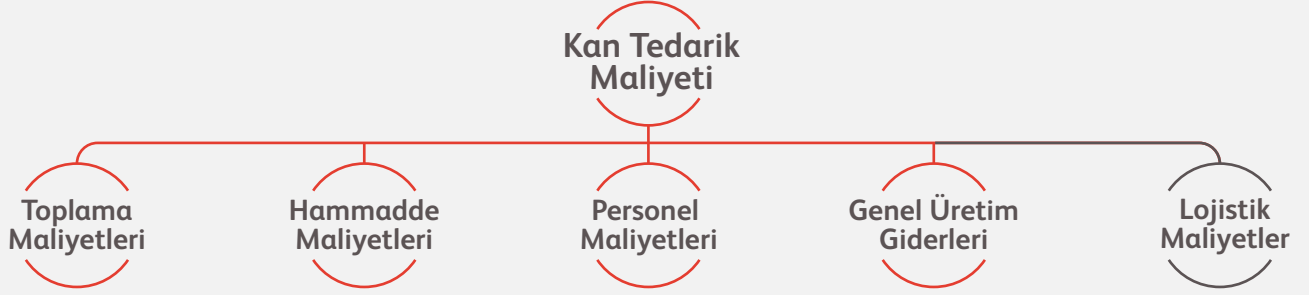 Kan Tedarik
Maliyeti
Toplama
Maliyetleri
Hammadde
Maliyetleri
Personel
Maliyetleri
Genel Üretim
Giderleri
Lojistik
Maliyetler